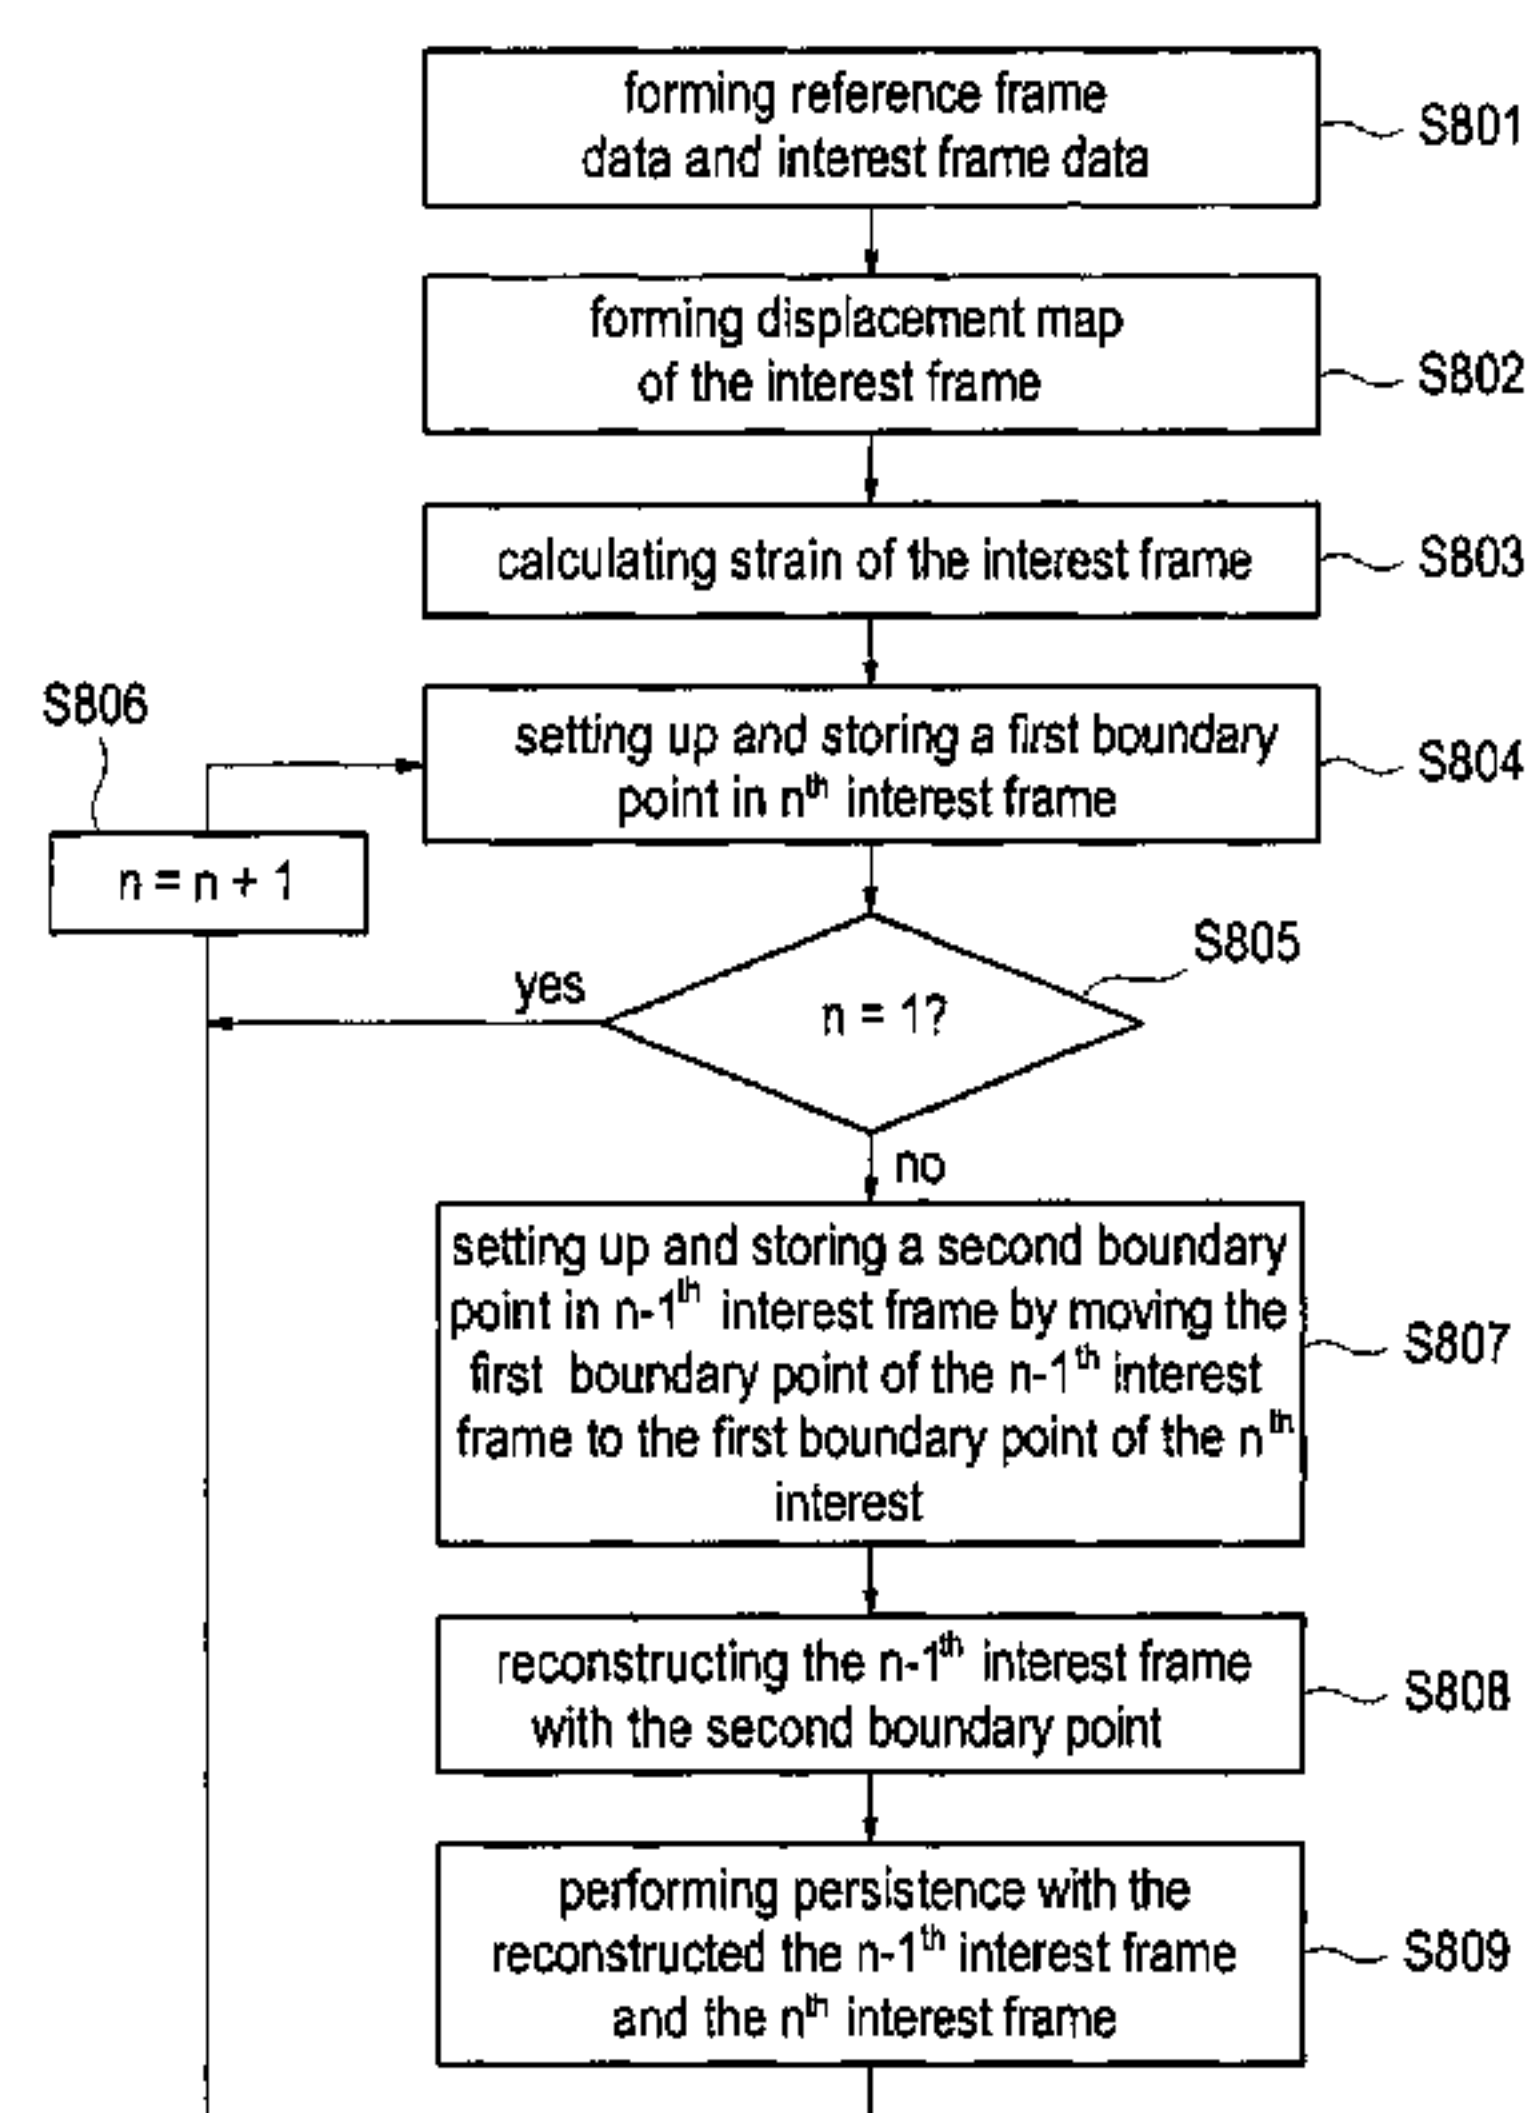 forming reference frame
data and interest frame data
S801
forming displacement map
of the interest frame
S802
calculating strain of the interest frame
S803
S806
setting up and storing a first boundary
point in nth interest frame
S804
n = n + 1
S805
yes
n = 1?
no
setting up and storing a second boundary
point in n-1th interest frame by moving the
first boundary point of the n-1th interest
frame to the first boundary point of the nth
interest
S807
reconstructing the n-1th interest frame
with the second boundary point
S808
performing persistence with the
reconstructed the n-1th interest frame
and the nth interest frame
S809